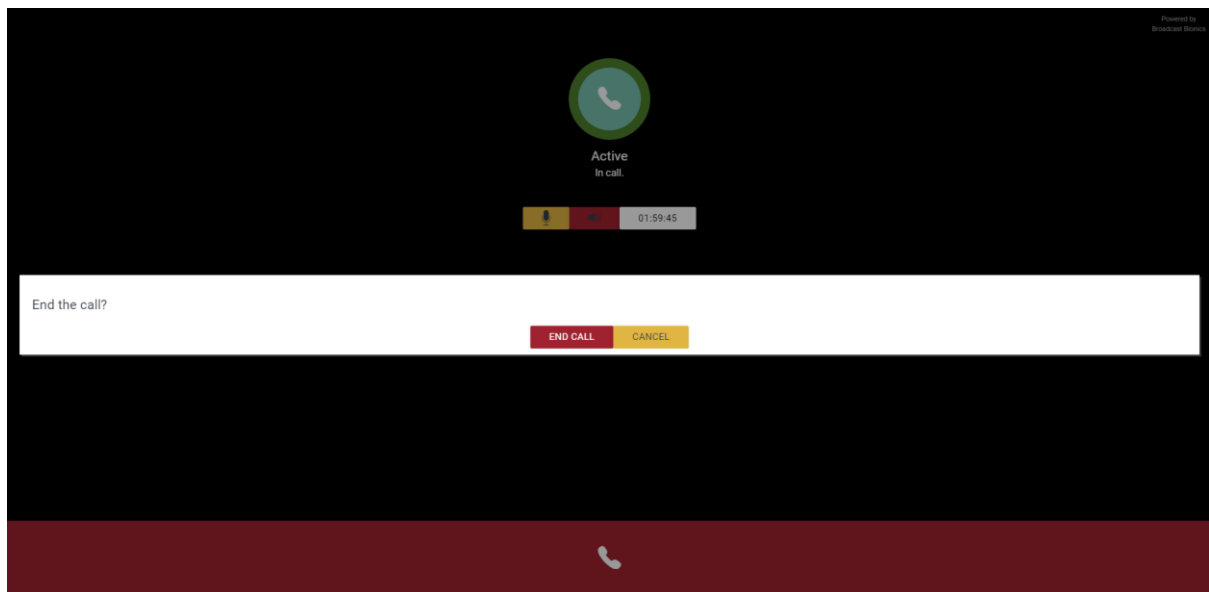 Powered by
Broadcast Bionics
Active
In call.
01:59:45
End the call?
END CALL CANCEL